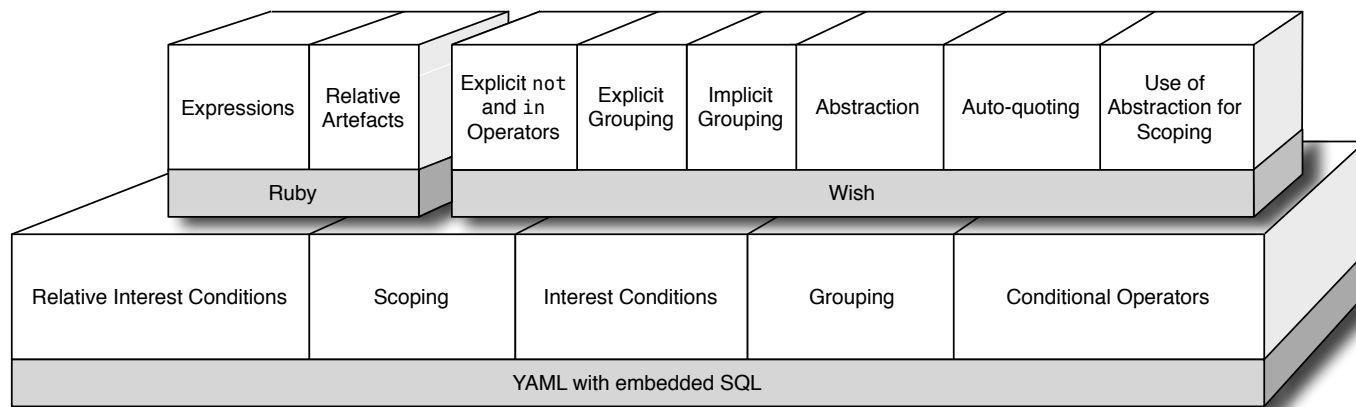 Expressions
Relative
Artefacts
Ruby
Explicit not
and in
Operators
Explicit
Grouping
Implicit
Grouping
Abstraction
Auto-quoting
Use of
Abstraction for
Scoping
Wish
Relative Interest Conditions
Scoping
Interest Conditions
Grouping
Conditional Operators
YAML with embedded SQL